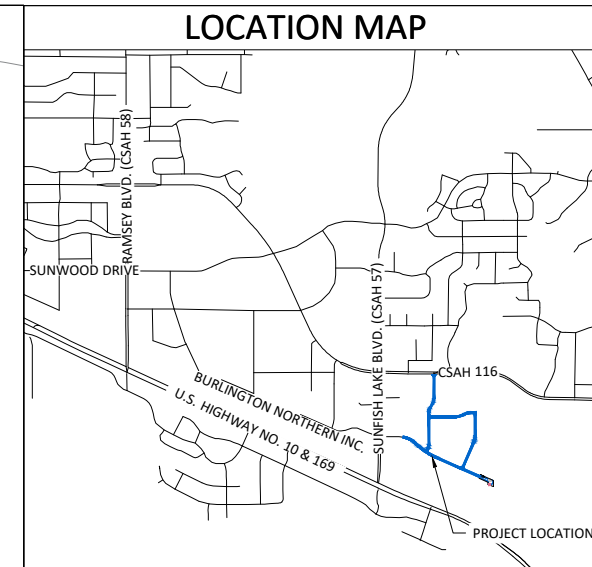 LOCATION MAP
RAMSEY BLVD. (CSAH 58)
SUNWOOD DRIVE
SUNFISH LAKE BLVD. (CSAH 57)
CSAH 116
BURLINGTON NORTHERN INC.
U.S. HIGHWAY NO. 10 & 169
PROJECT LOCATION